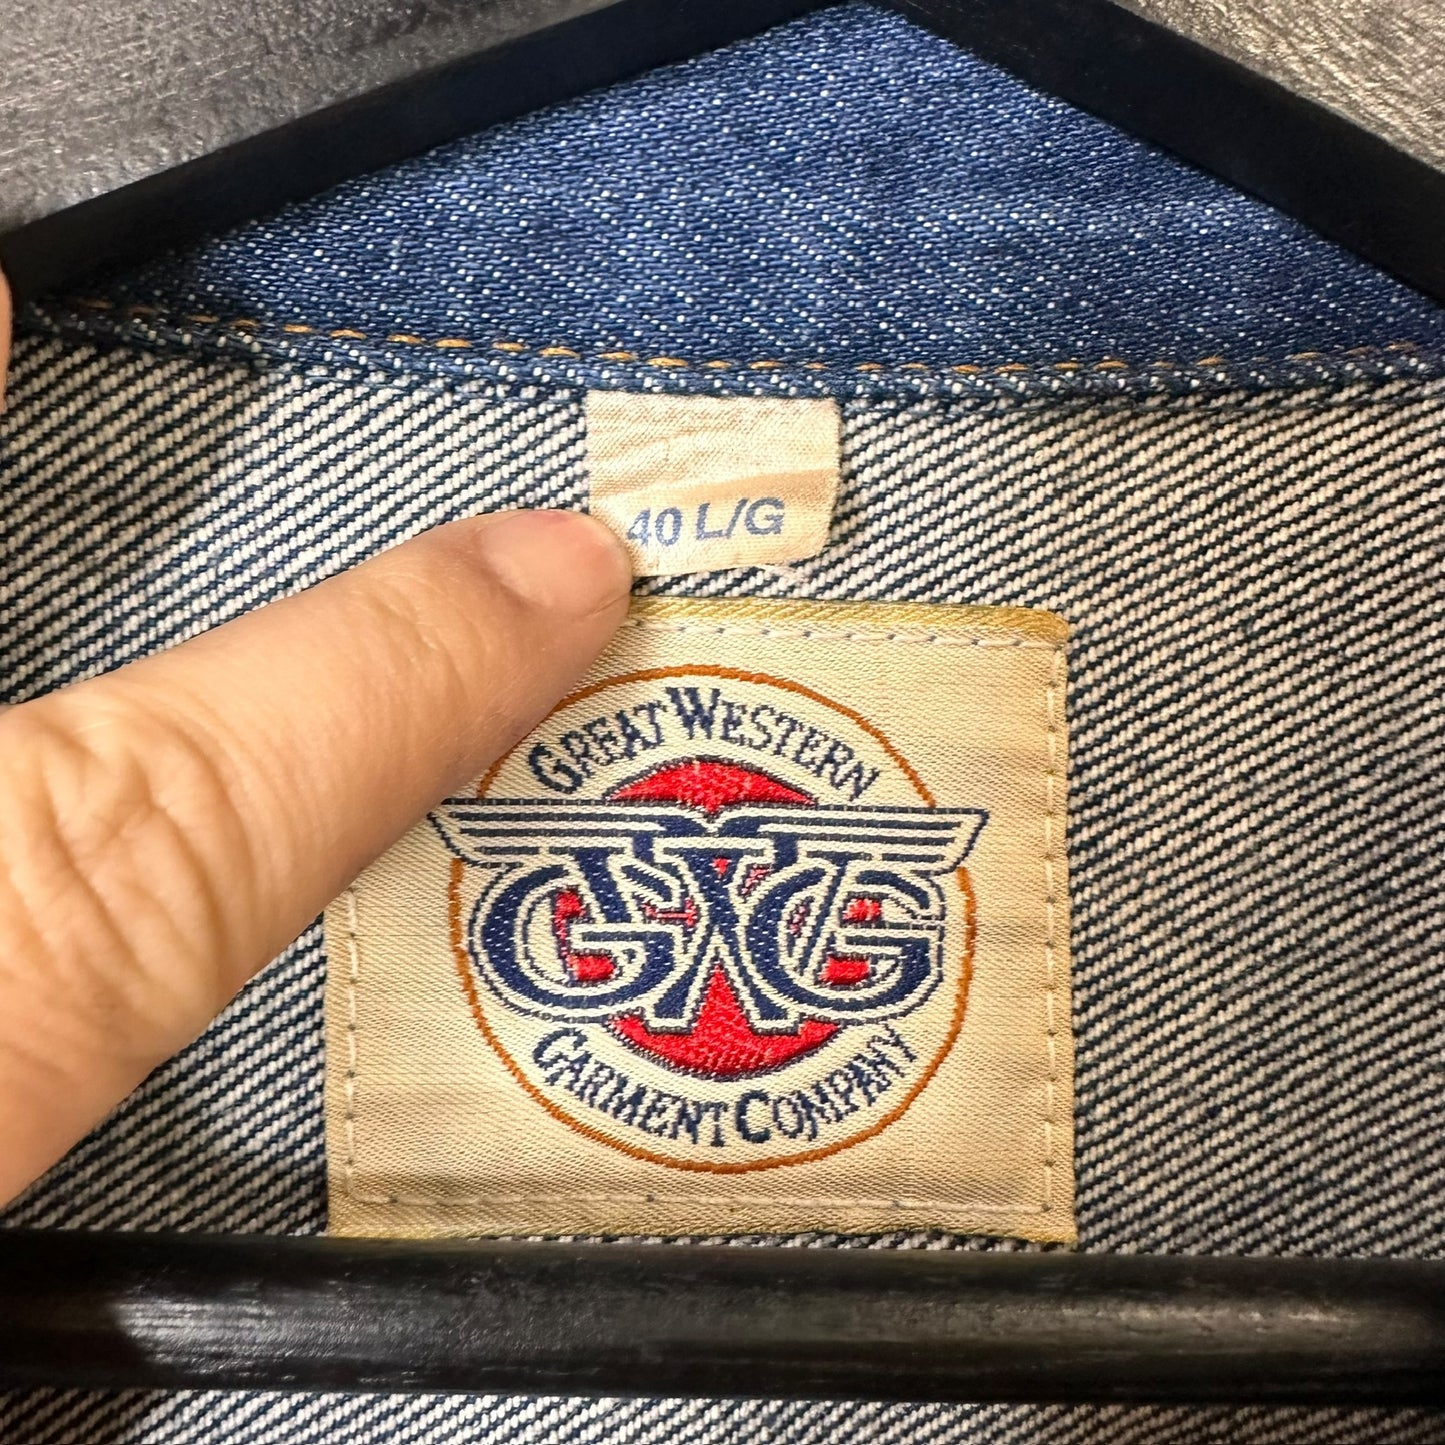 40 L/G
GREAT WESTERN
GWG
GARMENT COMPANY